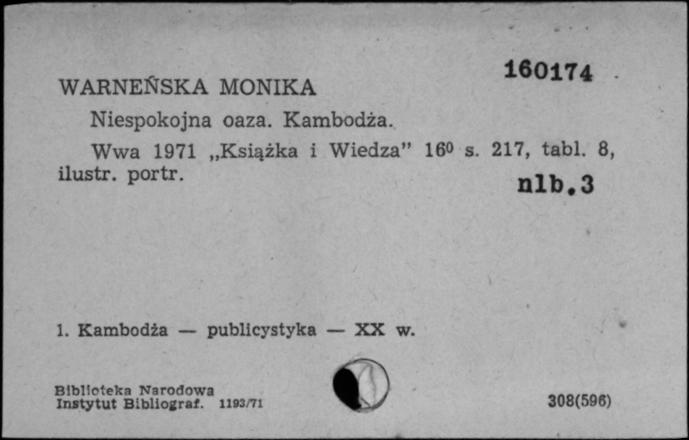 160174
WARNEŃSKA MONIKA
Niespokojna oaza. Kambodża.
Wwa 1971 „Książka i Wiedza” 16⁰ s. 217, tabl. 8,
ilustr. portr.
nlb.3
1. Kambodża — publicystyka — XX w.
Biblioteka Narodowa
Instytut Bibliograf. 1193/71
308(596)